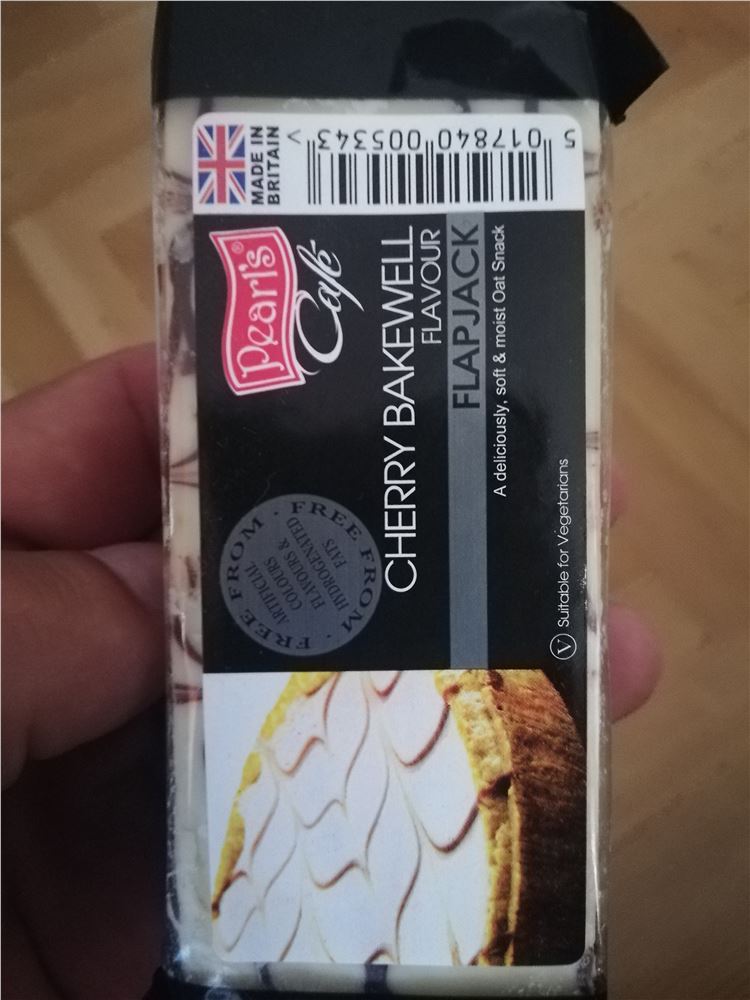 MADE IN
BRITAIN
5 017840 005343 >
Pearl's®
Café
CHERRY BAKEWELL
FLAVOUR
FLAPJACK
A deliciously, soft & moist Oat Snack
FREE FROM · FREE FROM ·
ARTIFICIAL
COLOURS
FLAVOURS &
HYDROGENATED
FATS
V Suitable for Vegetarians